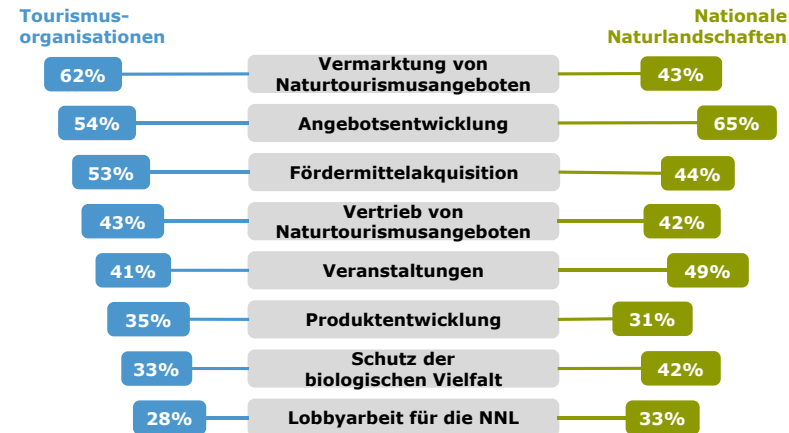 Tourismus-
organisationen
Nationale
Naturlandschaften
62%
Vermarktung von
Naturtourismusangeboten
43%
54%
Angebotsentwicklung
65%
53%
Fördermittelakquisition
44%
43%
Vertrieb von
Naturtourismusangeboten
42%
41%
Veranstaltungen
49%
35%
Produktentwicklung
31%
33%
Schutz der
biologischen Vielfalt
42%
28%
Lobbyarbeit für die NNL
33%